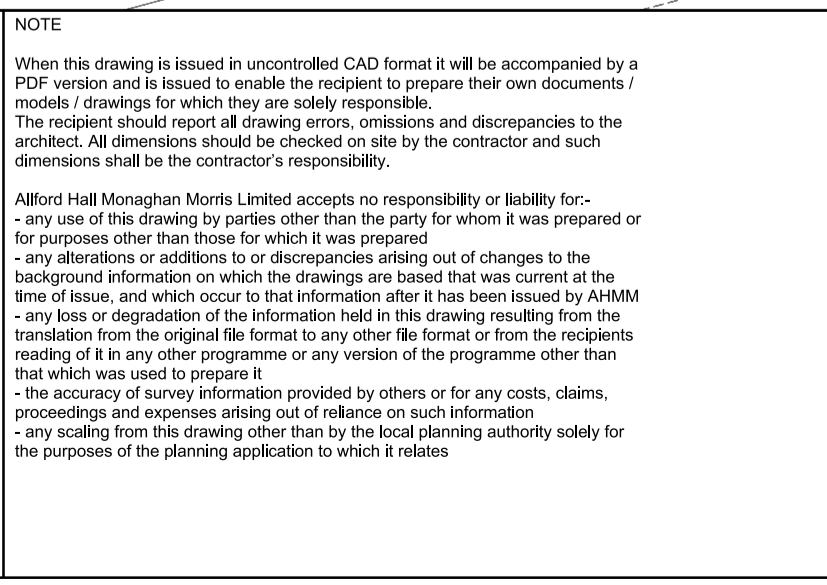 NOTE
When this drawing is issued in uncontrolled CAD format it will be accompanied by a
PDF version and is issued to enable the recipient to prepare their own documents /
models / drawings for which they are solely responsible.
The recipient should report all drawing errors, omissions and discrepancies to the
architect. All dimensions should be checked on site by the contractor and such
dimensions shall be the contractor's responsibility.
Allford Hall Monaghan Morris Limited accepts no responsibility or liability for:-
- any use of this drawing by parties other than the party for whom it was prepared or
for purposes other than those for which it was prepared
- any alterations or additions to or discrepancies arising out of changes to the
background information on which the drawings are based that was current at the
time of issue, and which occur to that information after it has been issued by AHMM
- any loss or degradation of the information held in this drawing resulting from the
translation from the original file format to any other file format or from the recipients
reading of it in any other programme or any version of the programme other than
that which was used to prepare it
- the accuracy of survey information provided by others or for any costs, claims,
proceedings and expenses arising out of reliance on such information
- any scaling from this drawing other than by the local planning authority solely for
the purposes of the planning application to which it relates